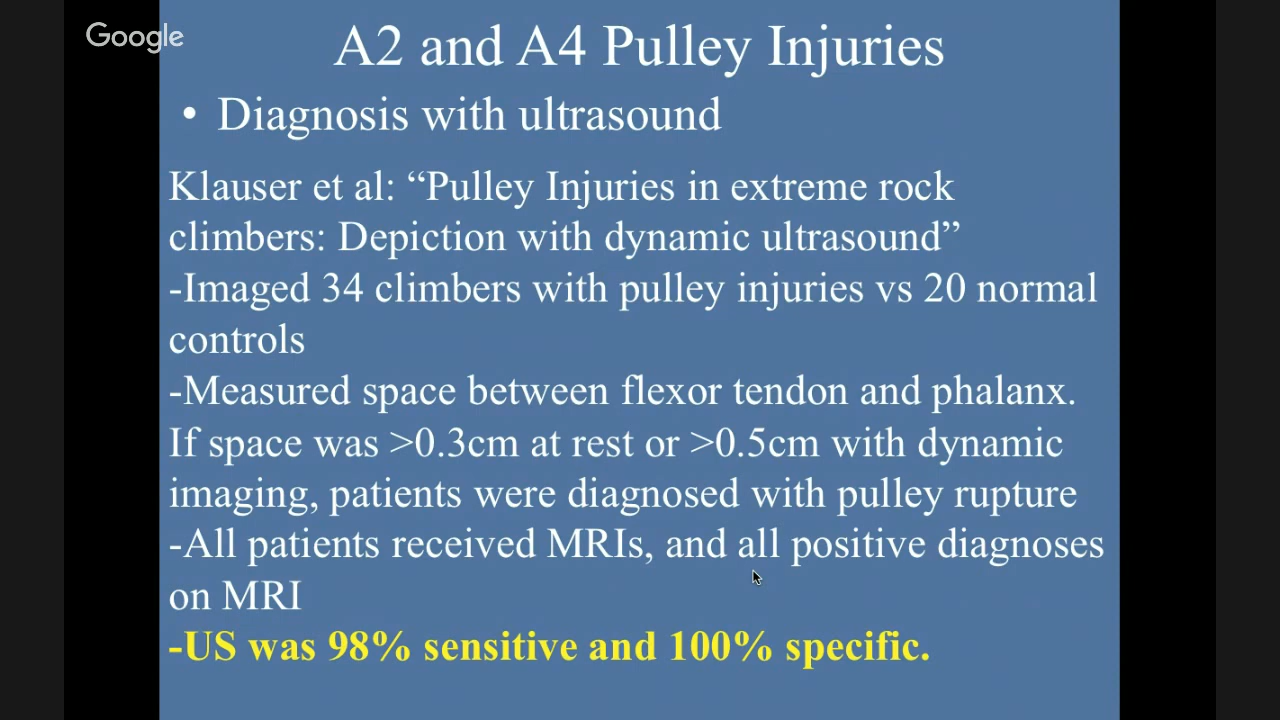 Google
A2 and A4 Pulley Injuries
• Diagnosis with ultrasound
Klauser et al: “Pulley Injuries in extreme rock
climbers: Depiction with dynamic ultrasound”
-Imaged 34 climbers with pulley injuries vs 20 normal
controls
-Measured space between flexor tendon and phalanx.
If space was >0.3cm at rest or >0.5cm with dynamic
imaging, patients were diagnosed with pulley rupture
-All patients received MRIs, and all positive diagnoses
on MRI
-US was 98% sensitive and 100% specific.